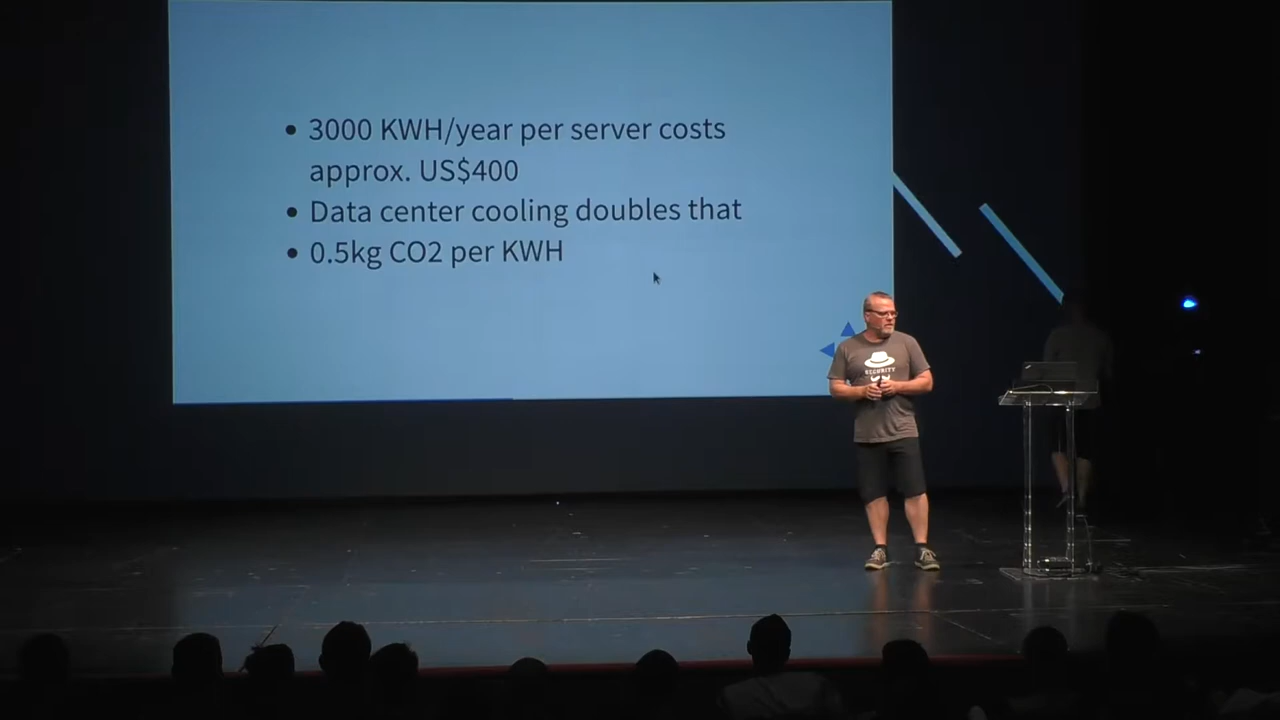 • 3000 KWH/year per server costs
approx. US$400
• Data center cooling doubles that
• 0.5kg CO2 per KWH
SECURITY